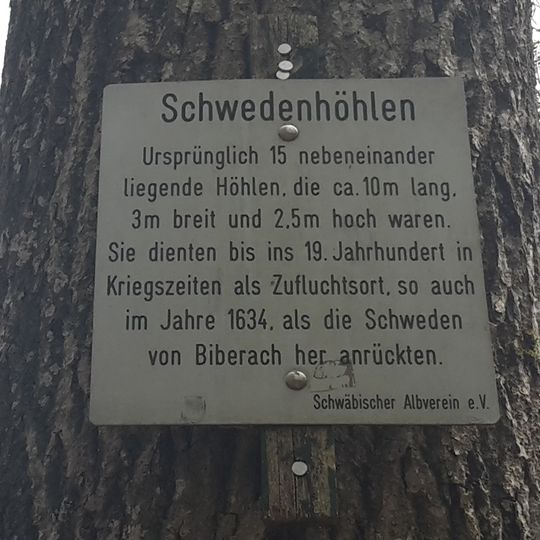 Schwedenhöhlen
Ursprünglich 15 nebeneinander
liegende Höhlen, die ca. 10m lang,
3m breit und 2,5m hoch waren.
Sie dienten bis ins 19. Jahrhundert in
Kriegszeiten als Zufluchtsort, so auch
im Jahre 1634, als die Schweden
von Biberach her anrückten.
Schwäbischer Albverein e.V.